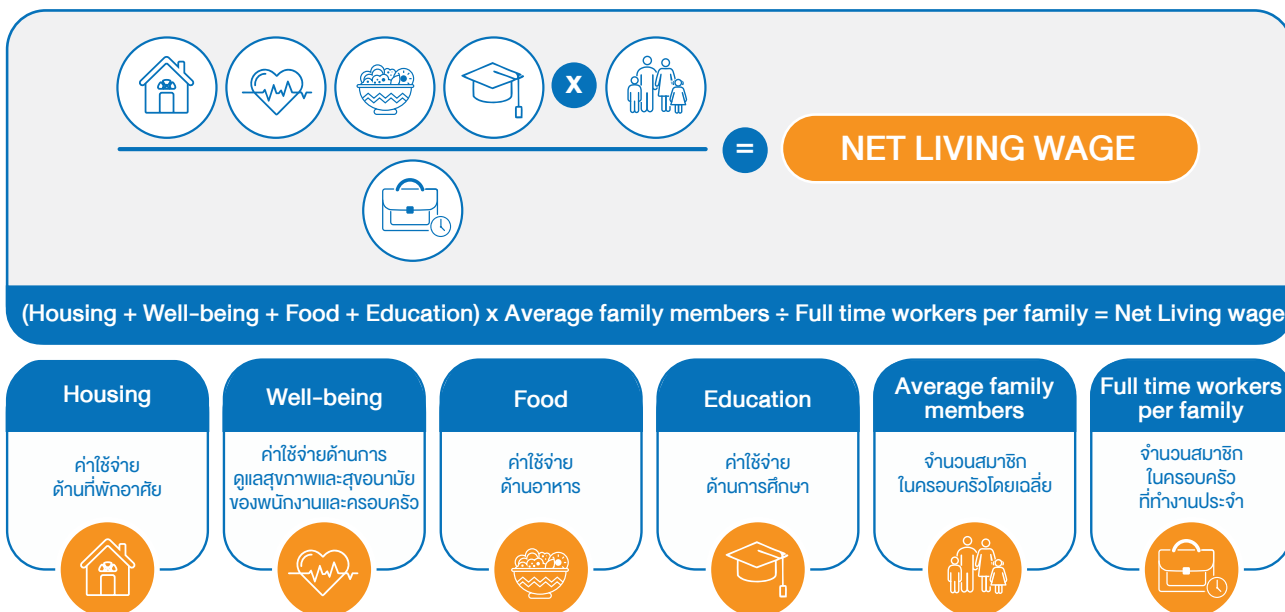 x
=
NET LIVING WAGE
(Housing + Well-being + Food + Education) x Average family members ÷ Full time workers per family = Net Living wage
Housing
ค่าใช้จ่าย
ด้านที่พักอาศัย
Well-being
ค่าใช้จ่ายด้านการ
ดูแลสุขภาพและสุขอนามัย
ของพนักงานและครอบครัว
Food
ค่าใช้จ่าย
ด้านอาหาร
Education
ค่าใช้จ่าย
ด้านการศึกษา
Average family
members
จำนวนสมาชิก
ในครอบครัวโดยเฉลี่ย
Full time workers
per family
จำนวนสมาชิก
ในครอบครัว
ที่ทำงานประจำ